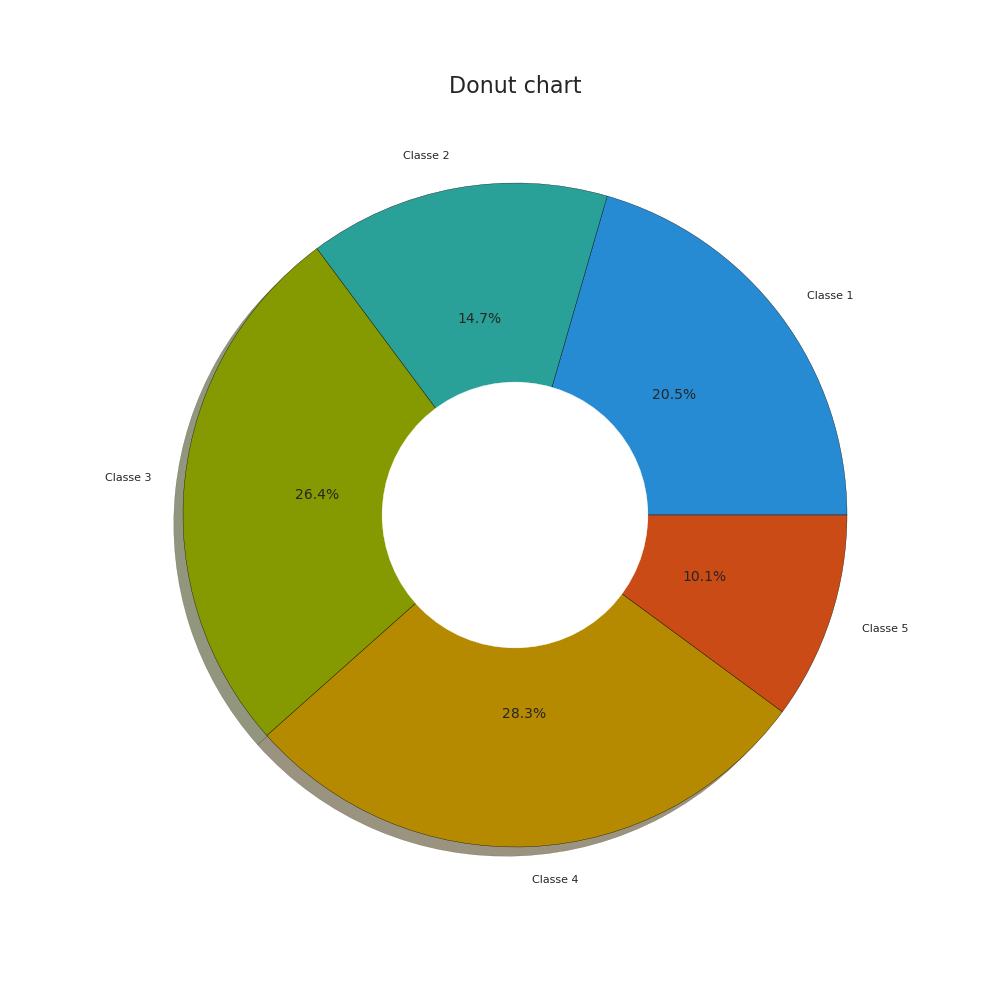 Donut chart
Classe 2
Classe 1
14.7%
20.5%
Classe 3
26.4%
10.1%
Classe 5
28.3%
Classe 4